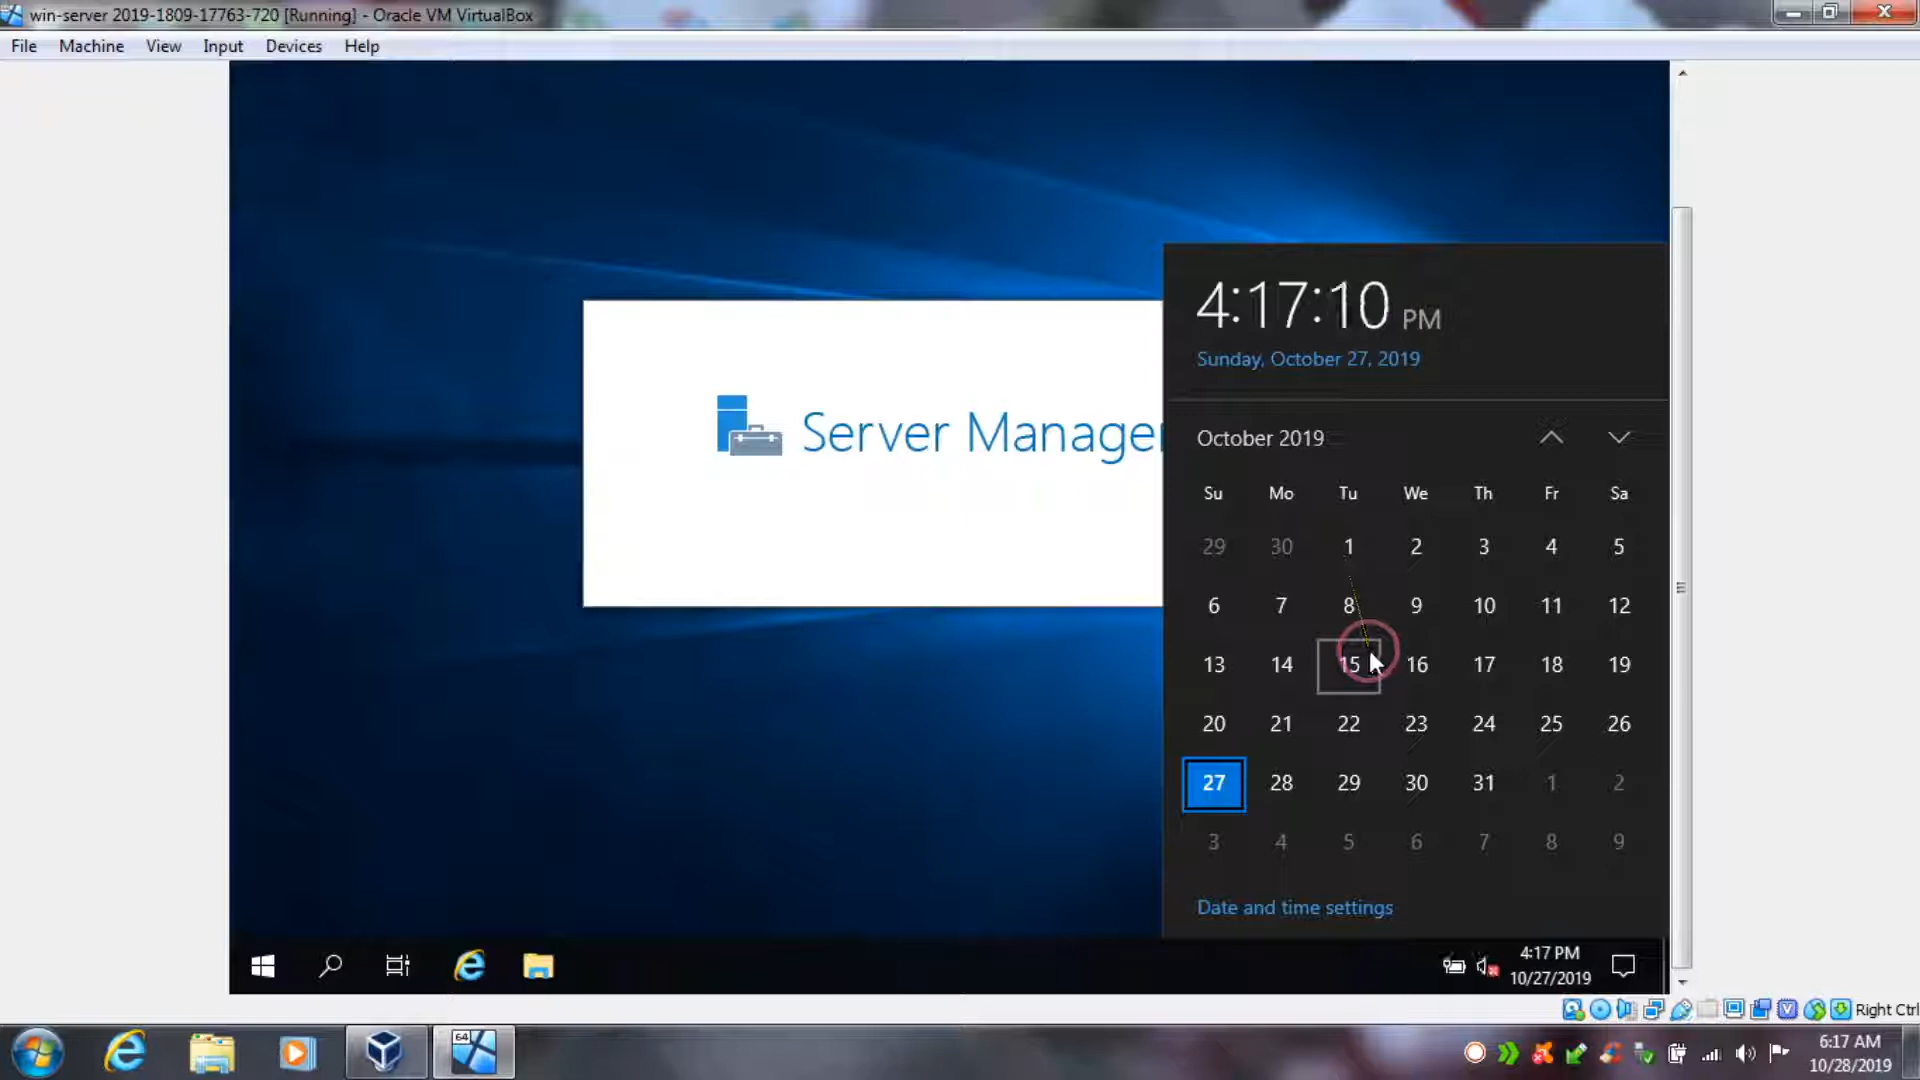 win-server 2019-1809-17763-720 [Running] - Oracle VM VirtualBox
File Machine View Input Devices Help
Server Manager
4:17:10 PM
Sunday, October 27, 2019
October 2019
Su Mo Tu We Th Fr Sa
29 30 1 2 3 4 5
6 7 8 9 10 11 12
13 14 15 16 17 18 19
20 21 22 23 24 25 26
27 28 29 30 31 1 2
3 4 5 6 7 8 9
Date and time settings
4:17 PM
10/27/2019
Right Ctrl
64
6:17 AM
10/28/2019